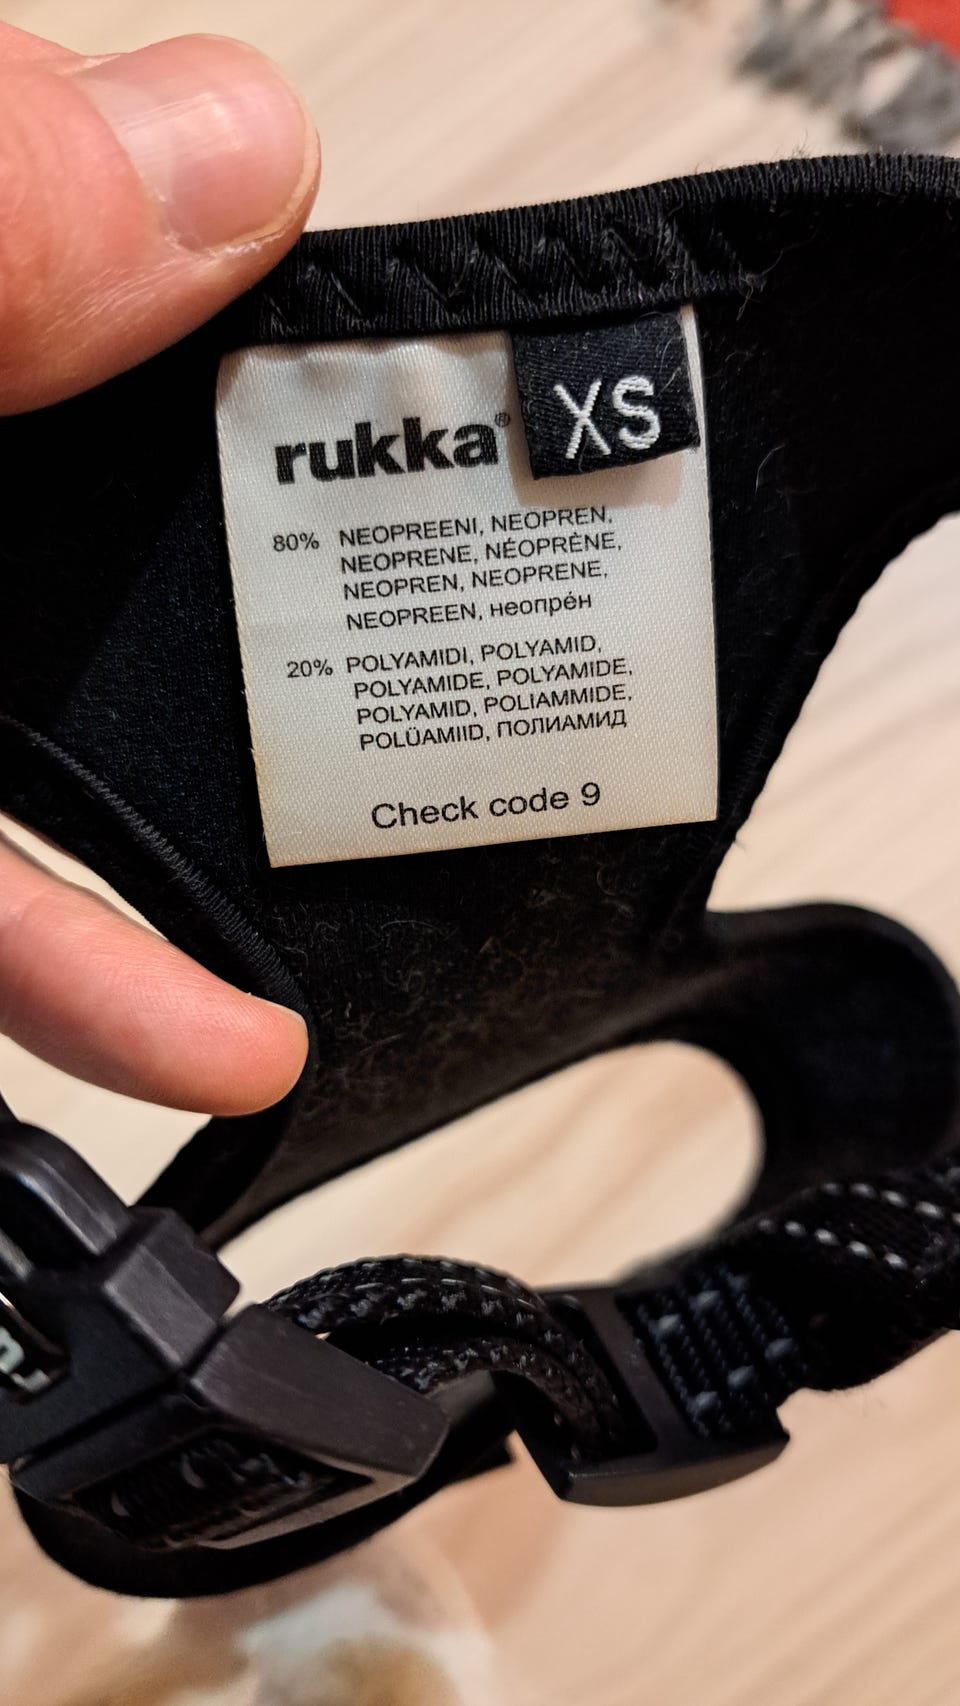 rukka®
XS
80% NEOPREENI, NEOPREN,
NEOPRENE, NÉOPRÈNE,
NEOPREN, NEOPRENE,
NEOPREEN, неопрéн
20% POLYAMIDI, POLYAMID,
POLYAMIDE, POLYAMIDE,
POLYAMID, POLIAMMIDE,
POLÜAMIID, ПОЛИАМИД
Check code 9